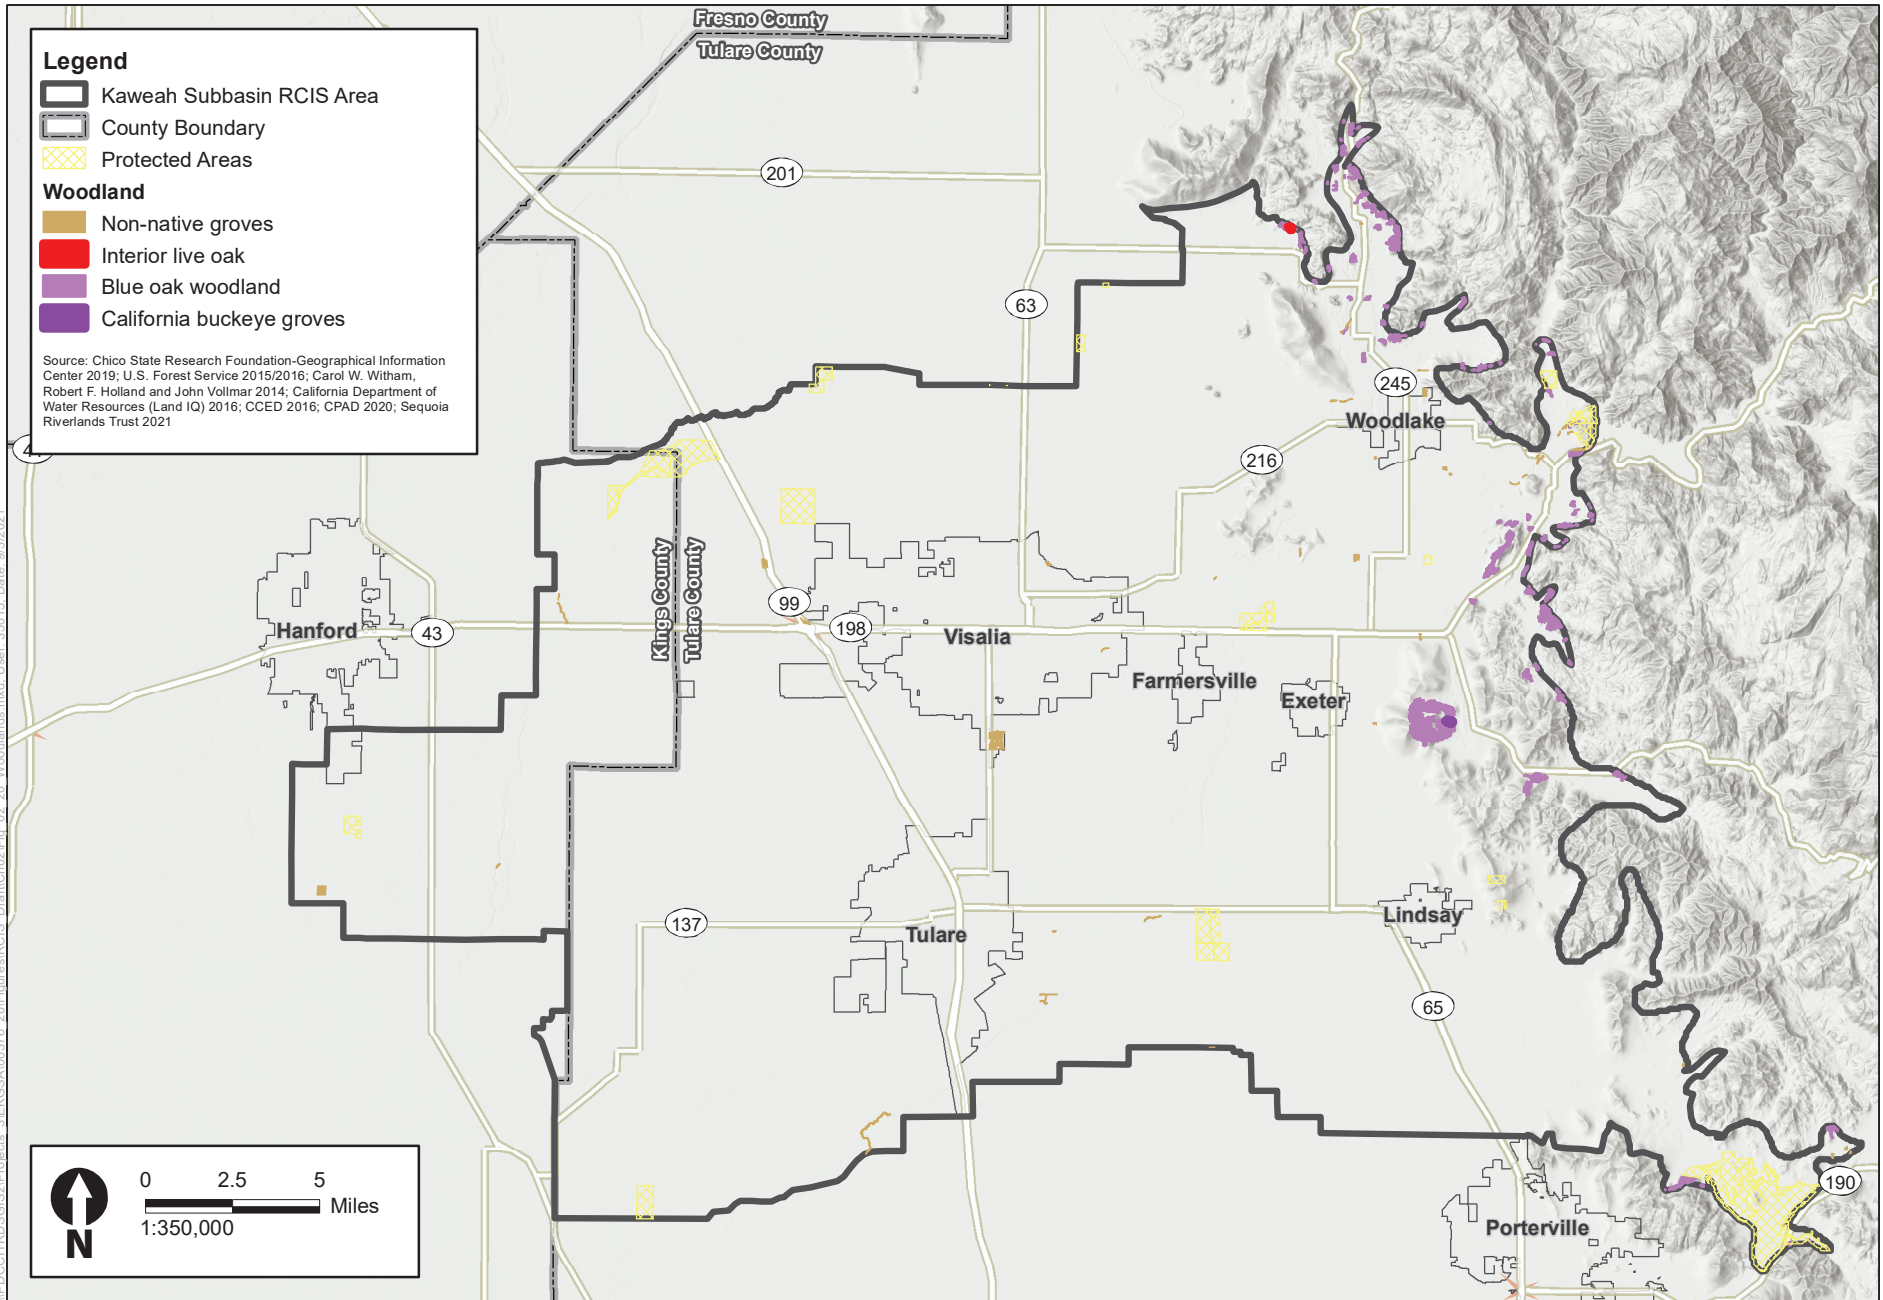 Fresno County
Tulare County
Legend
Kaweah Subbasin RCIS Area
County Boundary
Protected Areas
Woodland
Non-native groves
Interior live oak
Blue oak woodland
California buckeye groves
Source: Chico State Research Foundation-Geographical Information
Center 2019; U.S. Forest Service 2015/2016; Carol W. Witham,
Robert F. Holland and John Vollmar 2014; California Department of
Water Resources (Land IQ) 2016; CCED 2016; CPAD 2020; Sequoia
Riverlands Trust 2021
201
63
245
Woodlake
216
Kings County
Tulare County
99
198
Hanford
43
Visalia
Farmersville
Exeter
137
Tulare
Lindsay
65
190
Porterville
0 2.5 5
Miles
1:350,000
N